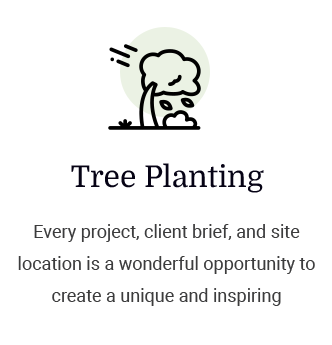 Tree Planting
Every project, client brief, and site
location is a wonderful opportunity to
create a unique and inspiring